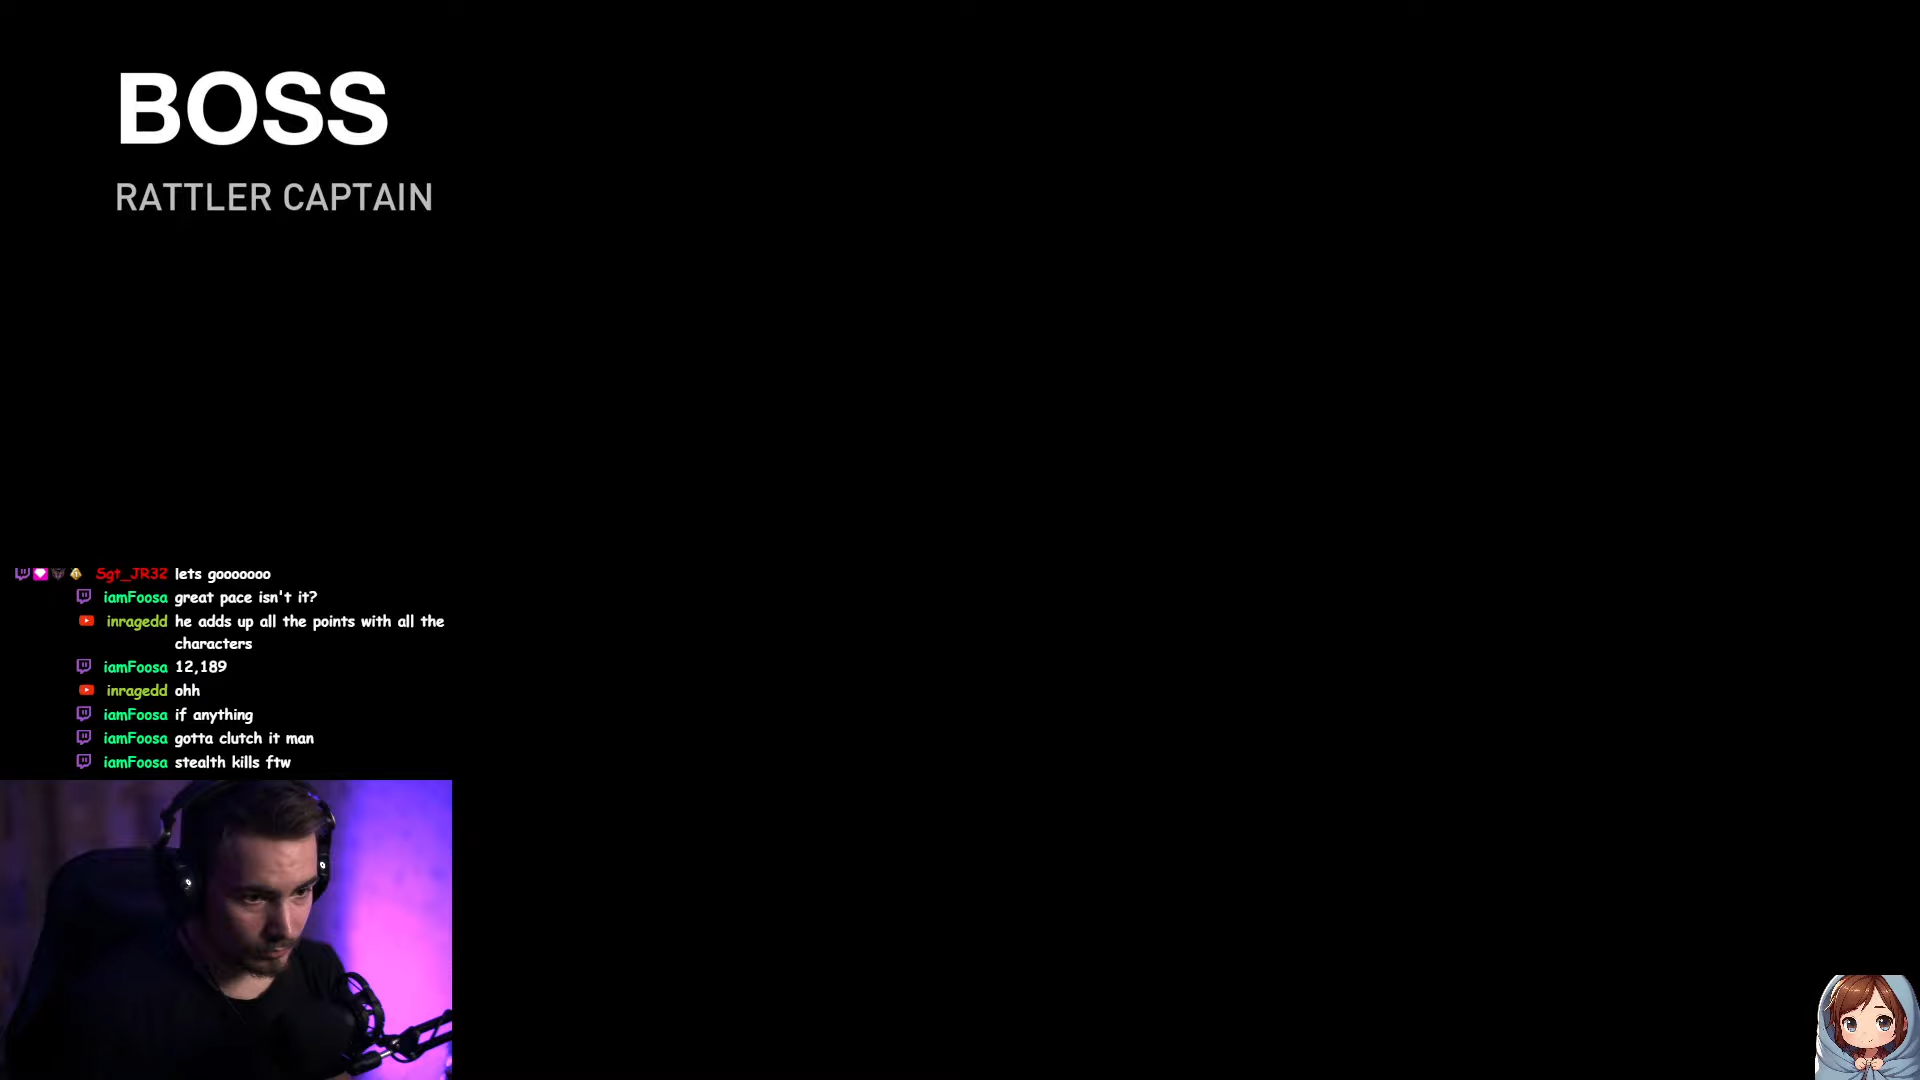 BOSS
RATTLER CAPTAIN
Sgt_JR32 lets gooooooo
iamFoosa great pace isn't it?
inragedd he adds up all the points with all the
characters
iamFoosa 12,189
inragedd ohh
iamFoosa if anything
iamFoosa gotta clutch it man
iamFoosa stealth kills ftw